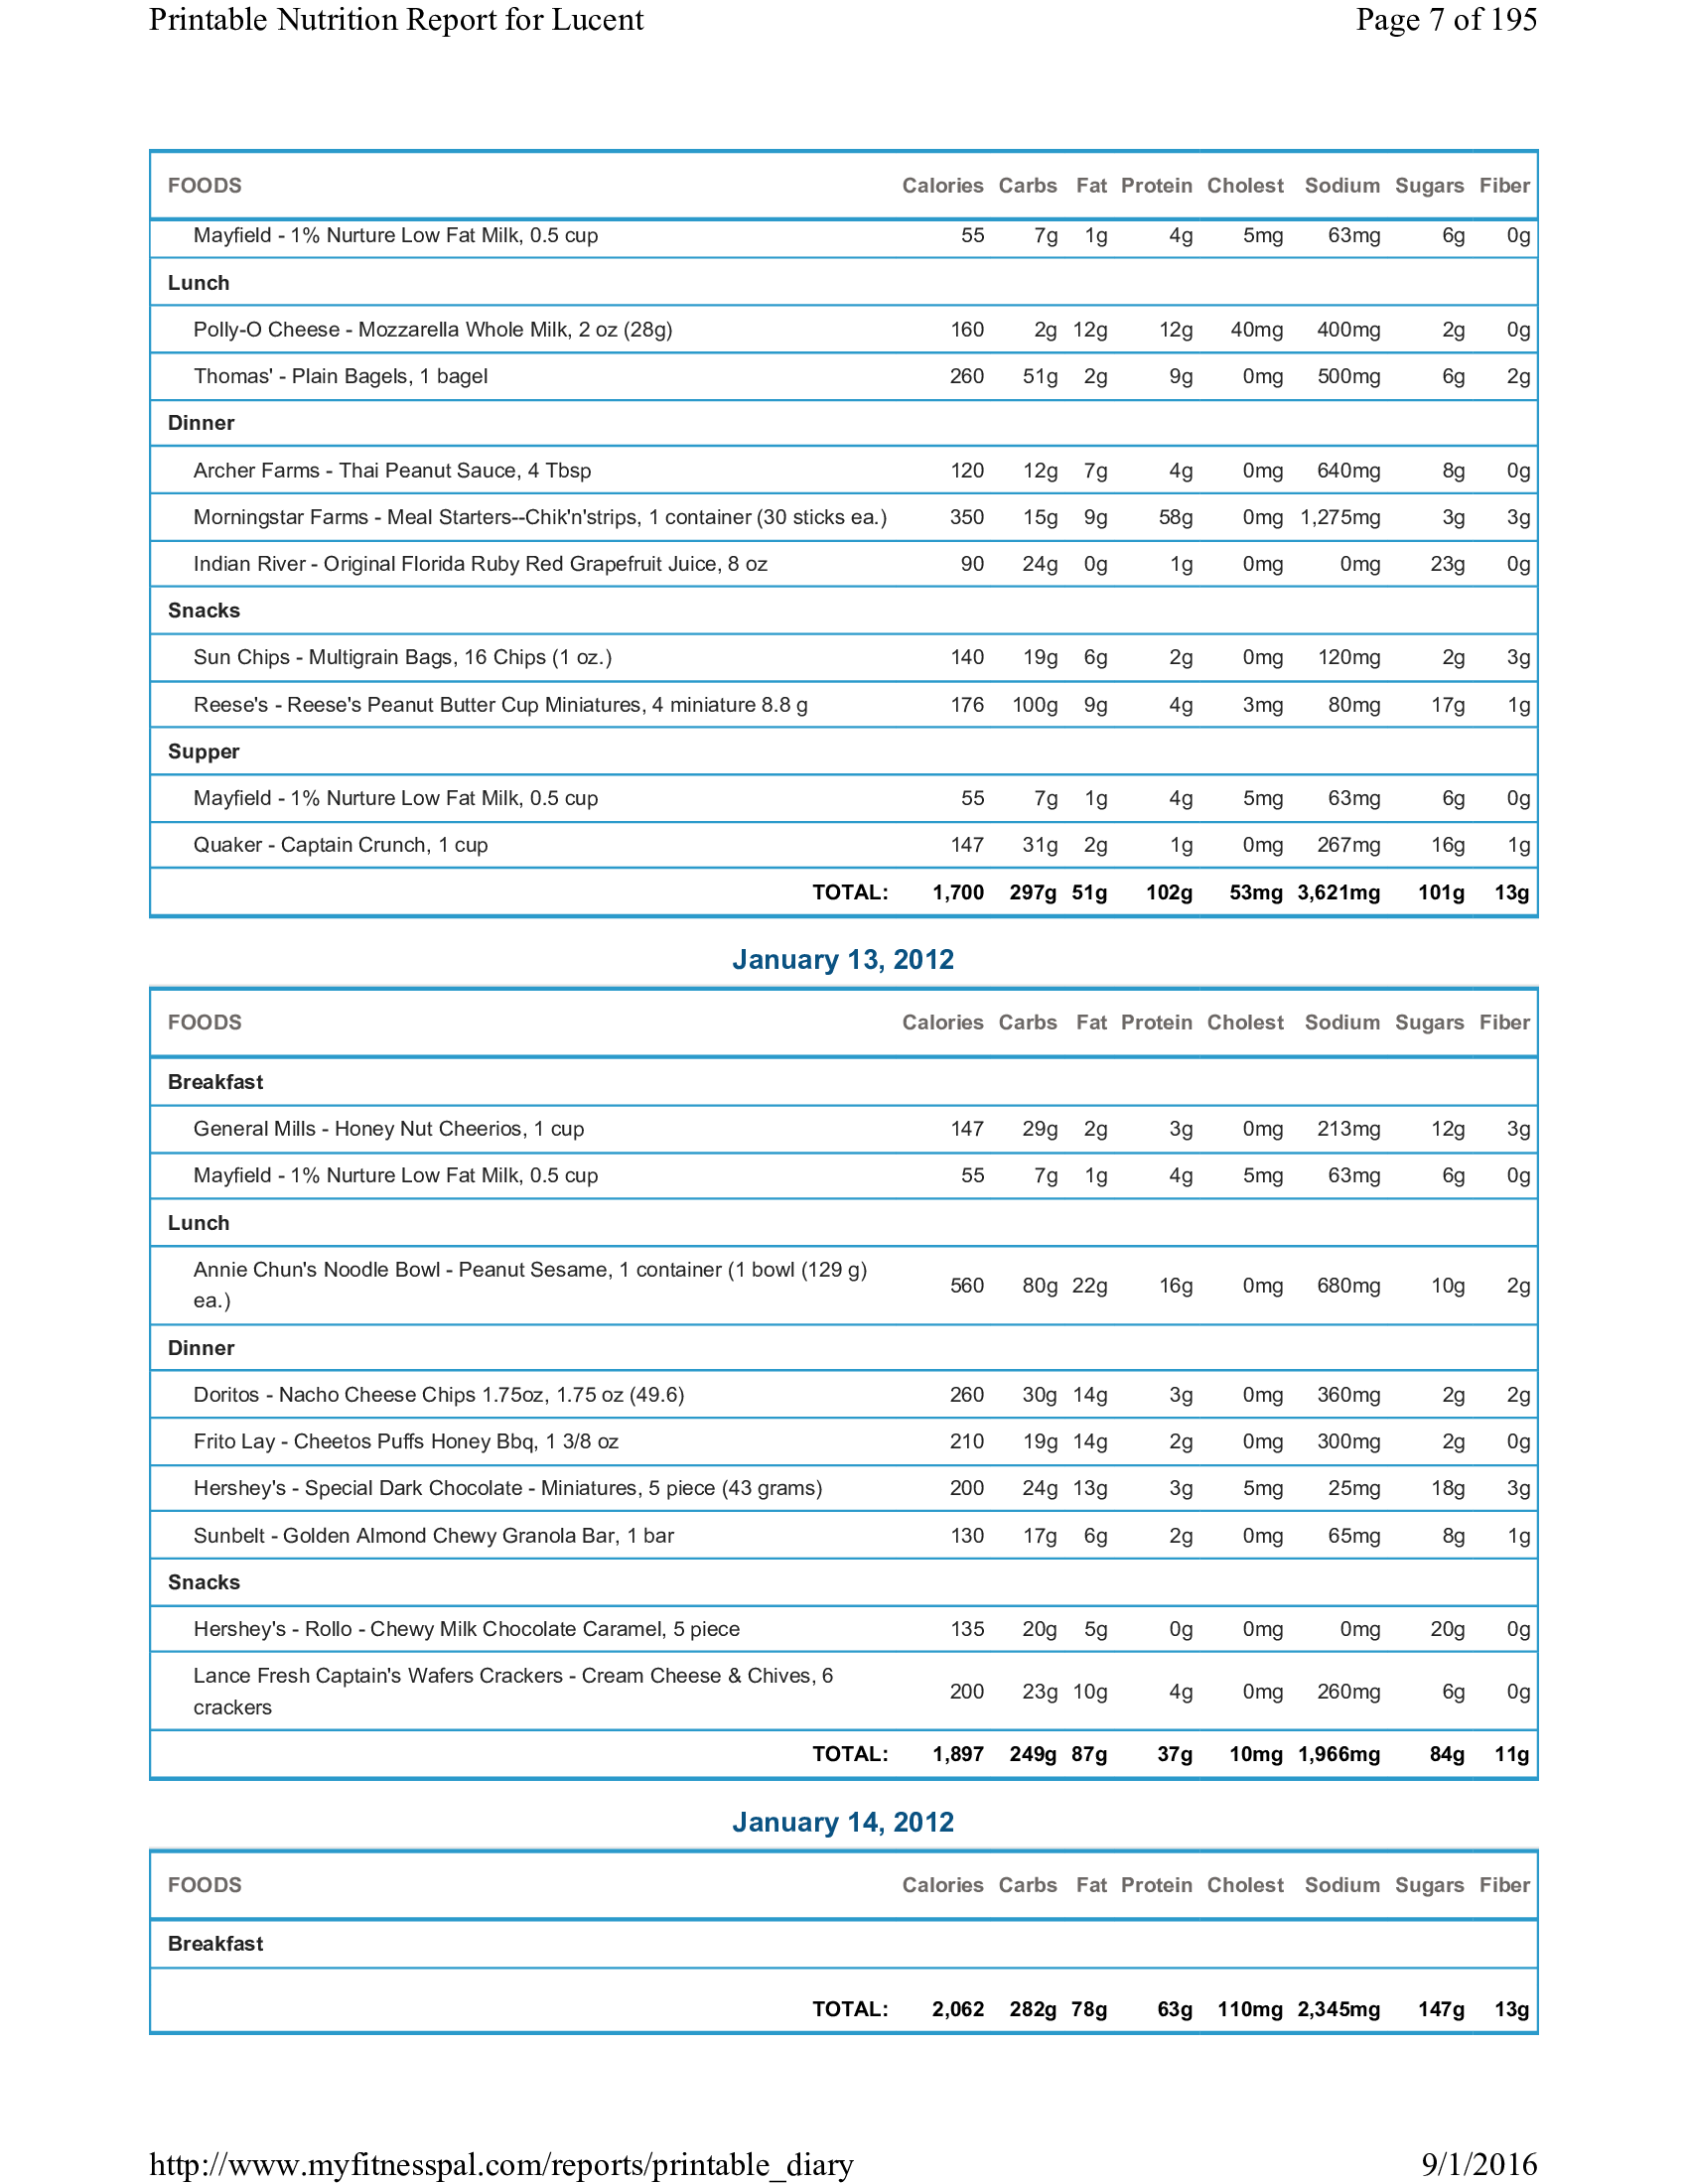 Printable Nutrition Report for Lucent Page 7 of 195
FOODS Calories Carbs Fat Protein Cholest Sodium Sugars Fiber
Mayfield - 1% Nurture Low Fat Milk, 0.5 cup 55 7g 1g 4g 5mg 63mg 6g 0g
Lunch
Polly-O Cheese - Mozzarella Whole Milk, 2 oz (28g) 160 2g 12g 12g 40mg 400mg 2g 0g
Thomas' - Plain Bagels, 1 bagel 260 51g 2g 9g 0mg 500mg 6g 2g
Dinner
Archer Farms - Thai Peanut Sauce, 4 Tbsp 120 12g 7g 4g 0mg 640mg 8g 0g
Morningstar Farms - Meal Starters--Chik'n'strips, 1 container (30 sticks ea.) 350 15g 9g 58g 0mg 1,275mg 3g 3g
Indian River - Original Florida Ruby Red Grapefruit Juice, 8 oz 90 24g 0g 1g 0mg 0mg 23g 0g
Snacks
Sun Chips - Multigrain Bags, 16 Chips (1 oz.) 140 19g 6g 2g 0mg 120mg 2g 3g
Reese's - Reese's Peanut Butter Cup Miniatures, 4 miniature 8.8 g 176 100g 9g 4g 3mg 80mg 17g 1g
Supper
Mayfield - 1% Nurture Low Fat Milk, 0.5 cup 55 7g 1g 4g 5mg 63mg 6g 0g
Quaker - Captain Crunch, 1 cup 147 31g 2g 1g 0mg 267mg 16g 1g
TOTAL: 1,700 297g 51g 102g 53mg 3,621mg 101g 13g
January 13, 2012
FOODS Calories Carbs Fat Protein Cholest Sodium Sugars Fiber
Breakfast
General Mills - Honey Nut Cheerios, 1 cup 147 29g 2g 3g 0mg 213mg 12g 3g
Mayfield - 1% Nurture Low Fat Milk, 0.5 cup 55 7g 1g 4g 5mg 63mg 6g 0g
Lunch
Annie Chun's Noodle Bowl - Peanut Sesame, 1 container (1 bowl (129 g)
ea.) 560 80g 22g 16g 0mg 680mg 10g 2g
Dinner
Doritos - Nacho Cheese Chips 1.75oz, 1.75 oz (49.6) 260 30g 14g 3g 0mg 360mg 2g 2g
Frito Lay - Cheetos Puffs Honey Bbq, 1 3/8 oz 210 19g 14g 2g 0mg 300mg 2g 0g
Hershey's - Special Dark Chocolate - Miniatures, 5 piece (43 grams) 200 24g 13g 3g 5mg 25mg 18g 3g
Sunbelt - Golden Almond Chewy Granola Bar, 1 bar 130 17g 6g 2g 0mg 65mg 8g 1g
Snacks
Hershey's - Rollo - Chewy Milk Chocolate Caramel, 5 piece 135 20g 5g 0g 0mg 0mg 20g 0g
Lance Fresh Captain's Wafers Crackers - Cream Cheese & Chives, 6
crackers 200 23g 10g 4g 0mg 260mg 6g 0g
TOTAL: 1,897 249g 87g 37g 10mg 1,966mg 84g 11g
January 14, 2012
FOODS Calories Carbs Fat Protein Cholest Sodium Sugars Fiber
Breakfast
TOTAL: 2,062 282g 78g 63g 110mg 2,345mg 147g 13g
http://www.myfitnesspal.com/reports/printable_diary 9/1/2016